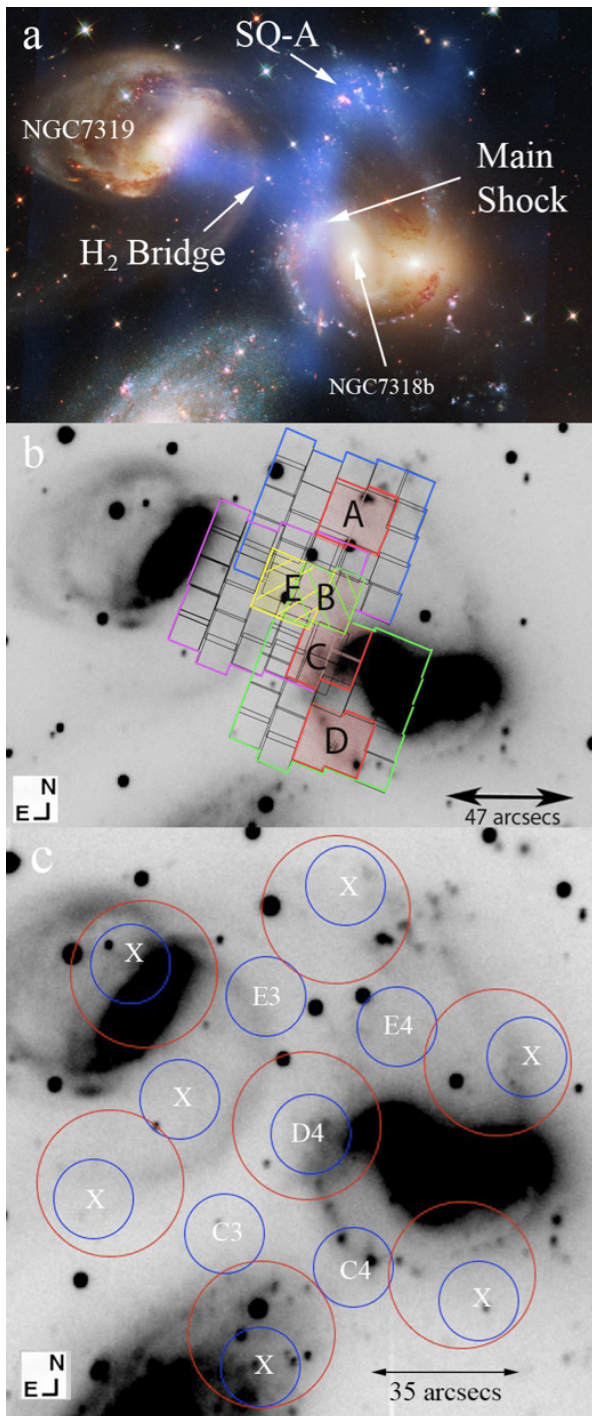 a
SQ-A
NGC7319
Main
Shock
H₂ Bridge
NGC7318b
b
A
E
B
C
D
N
E
47 arcsecs
c
X
X
E3
E4
X
X
D4
X
C3
C4
X
X
N
E
35 arcsecs